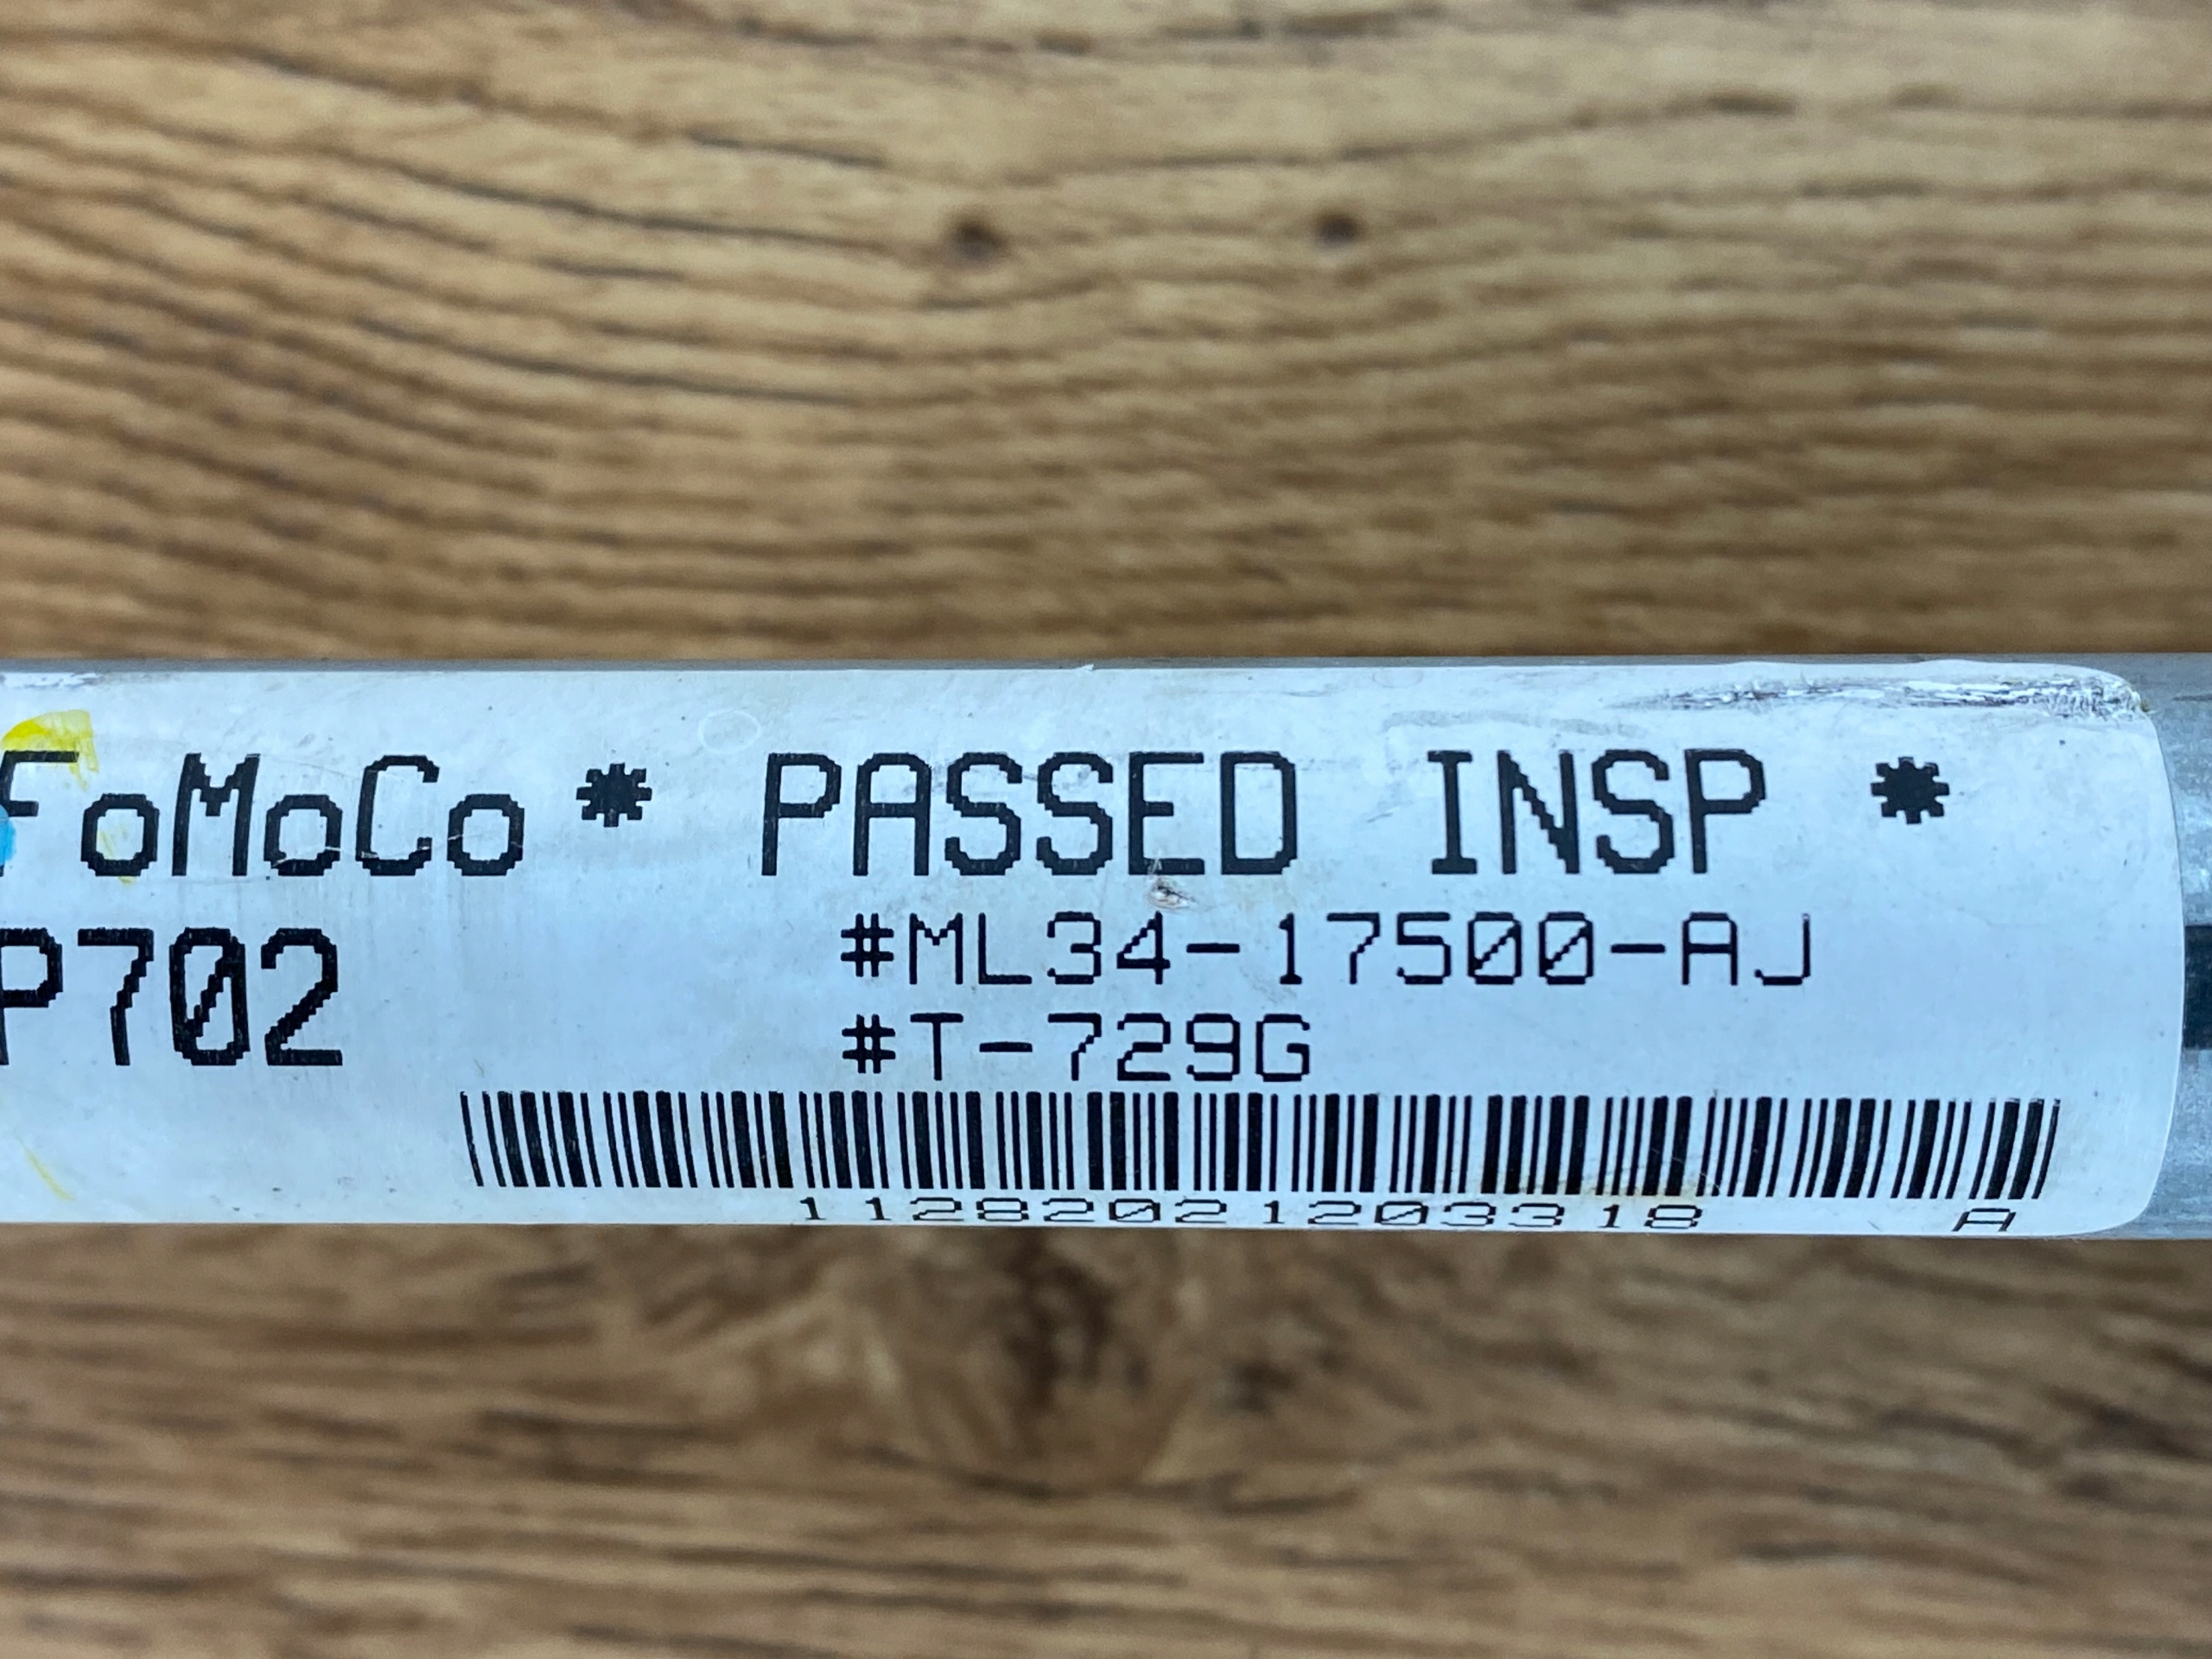 FoMoCo * PASSED INSP *
P702 #ML34-17500-AJ
#T-729G
11282021203318 A